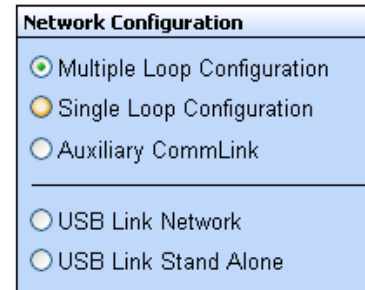 Network Configuration
Multiple Loop Configuration
Single Loop Configuration
Auxiliary CommLink
USB Link Network
USB Link Stand Alone